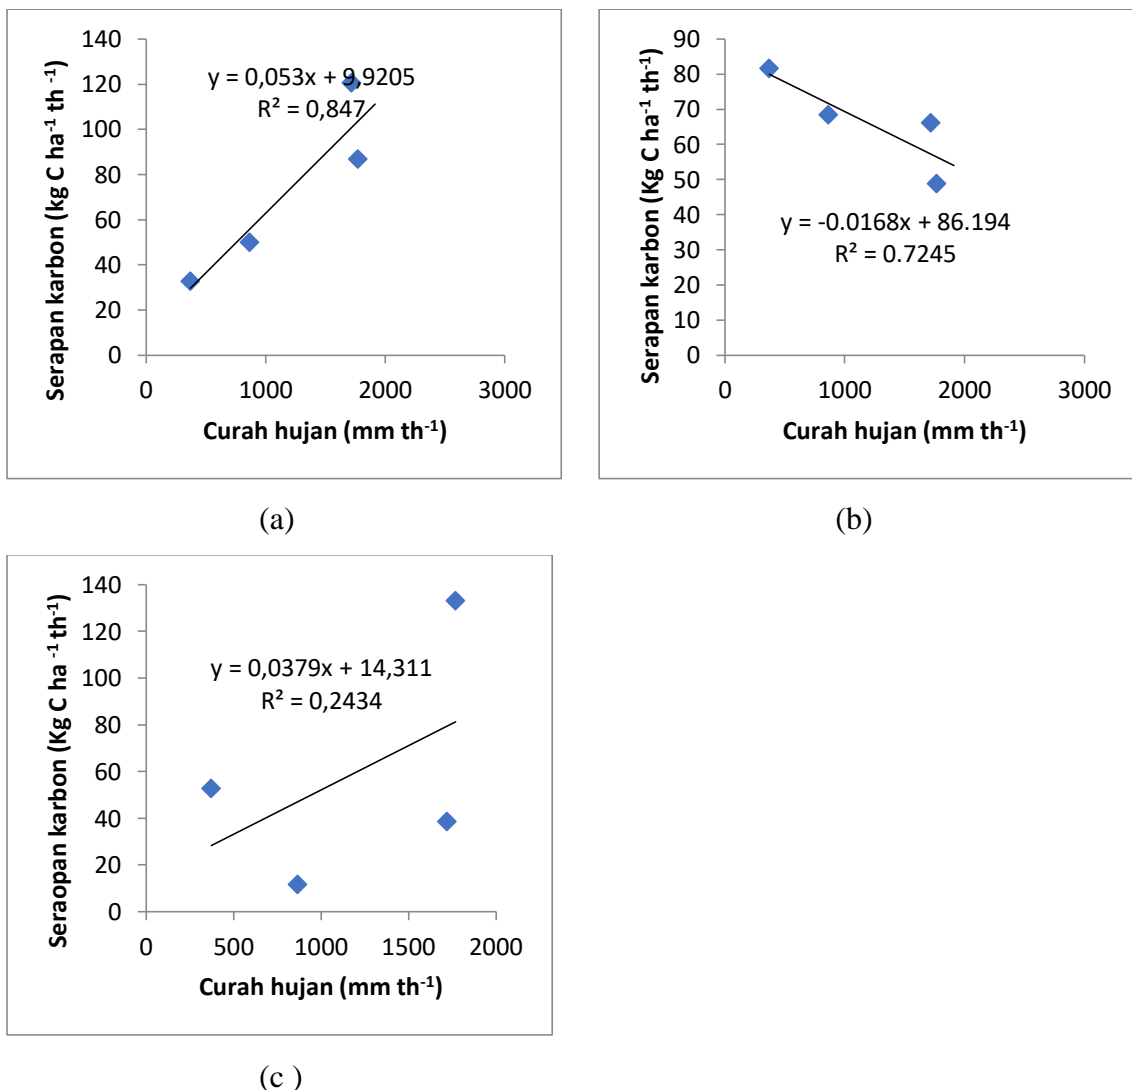 Serapan karbon (kg C ha⁻¹ th ⁻¹)
140
120
100
80
60
40
20
0
y = 0,053x + 9,9205
R² = 0,847
0 1000 2000 3000
Curah hujan (mm th⁻¹)
(a)
Serapan karbon (Kg C ha⁻¹ th⁻¹)
90
80
70
60
50
40
30
20
10
0
y = -0.0168x + 86.194
R² = 0.7245
0 1000 2000 3000
Curah hujan (mm th⁻¹)
(b)
Seraopan karbon (Kg C ha ⁻¹ th⁻¹)
140
120
100
80
60
40
20
0
y = 0,0379x + 14,311
R² = 0,2434
0 500 1000 1500 2000
Curah hujan (mm th⁻¹)
(c )